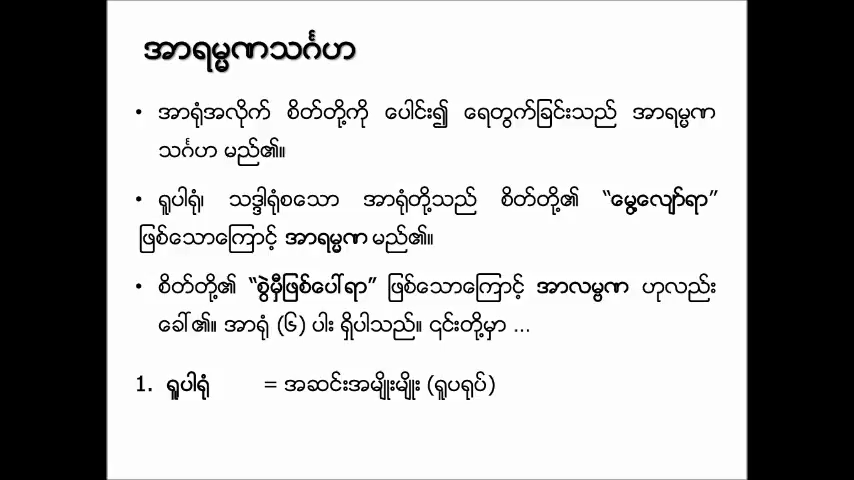 အာရမ္မဏသင်္ဂဟ
• အာရုံအလိုက် စိတ်တို့ကို ပေါင်း၍ ရေတွက်ခြင်းသည် အာရမ္မဏ
သင်္ဂဟ မည်၏။
• ရူပါရုံ၊ သဒ္ဒါရုံစသော အာရုံတို့သည် စိတ်တို့၏ “မွေ့လျော်ရာ”
ဖြစ်သောကြောင့် အာရမ္မဏ မည်၏။
• စိတ်တို့၏ “စွဲမှီဖြစ်ပေါ်ရာ” ဖြစ်သောကြောင့် အာလမ္ဗဏ ဟုလည်း
ခေါ်၏။ အာရုံ (၆) ပါး ရှိပါသည်။ ၎င်းတို့မှာ ...
1. ရူပါရုံ = အဆင်းအမျိုးမျိုး (ရူပရုပ်)